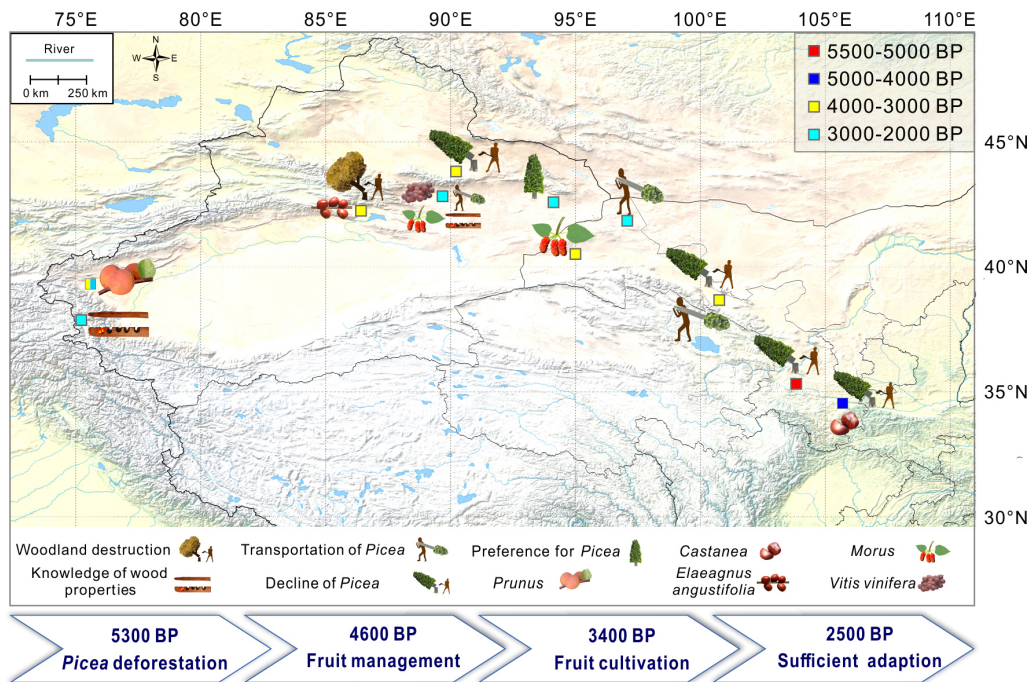 75°E 80°E 85°E 90°E 95°E 100°E 105°E 110°E
River
0 km 250 km
N
W E
S
5500-5000 BP
5000-4000 BP
4000-3000 BP
3000-2000 BP
45°N
40°N
35°N
30°N
Woodland destruction
Transportation of Picea
Preference for Picea
Castanea
Morus
Knowledge of wood
properties
Decline of Picea
Prunus
Elaeagnus
angustifolia
Vitis vinifera
5300 BP
Picea deforestation
4600 BP
Fruit management
3400 BP
Fruit cultivation
2500 BP
Sufficient adaption